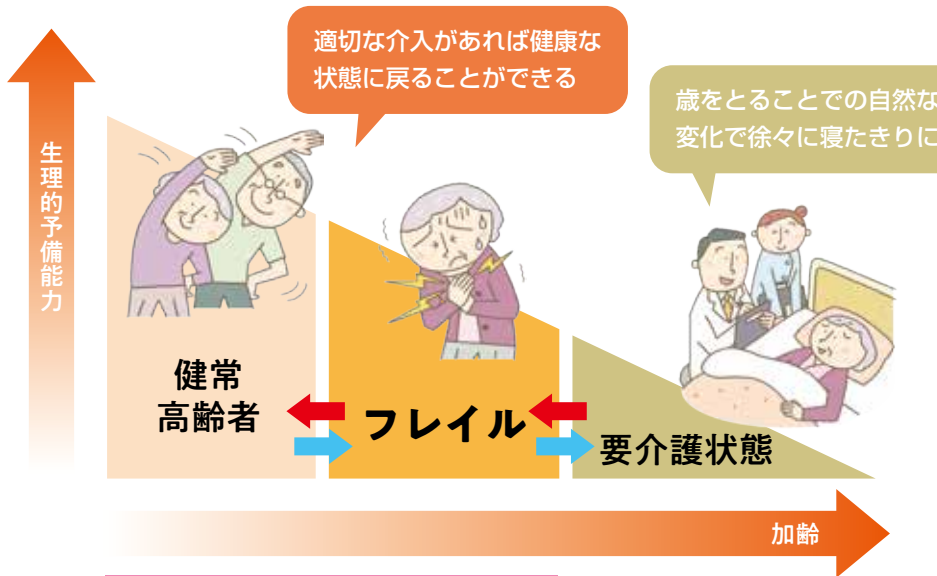 適切な介入があれば健康な
状態に戻ることができる
歳をとることでの自然な
変化で徐々に寝たきりに
生理的予備能力
健常
高齢者
フレイル
要介護状態
加齢